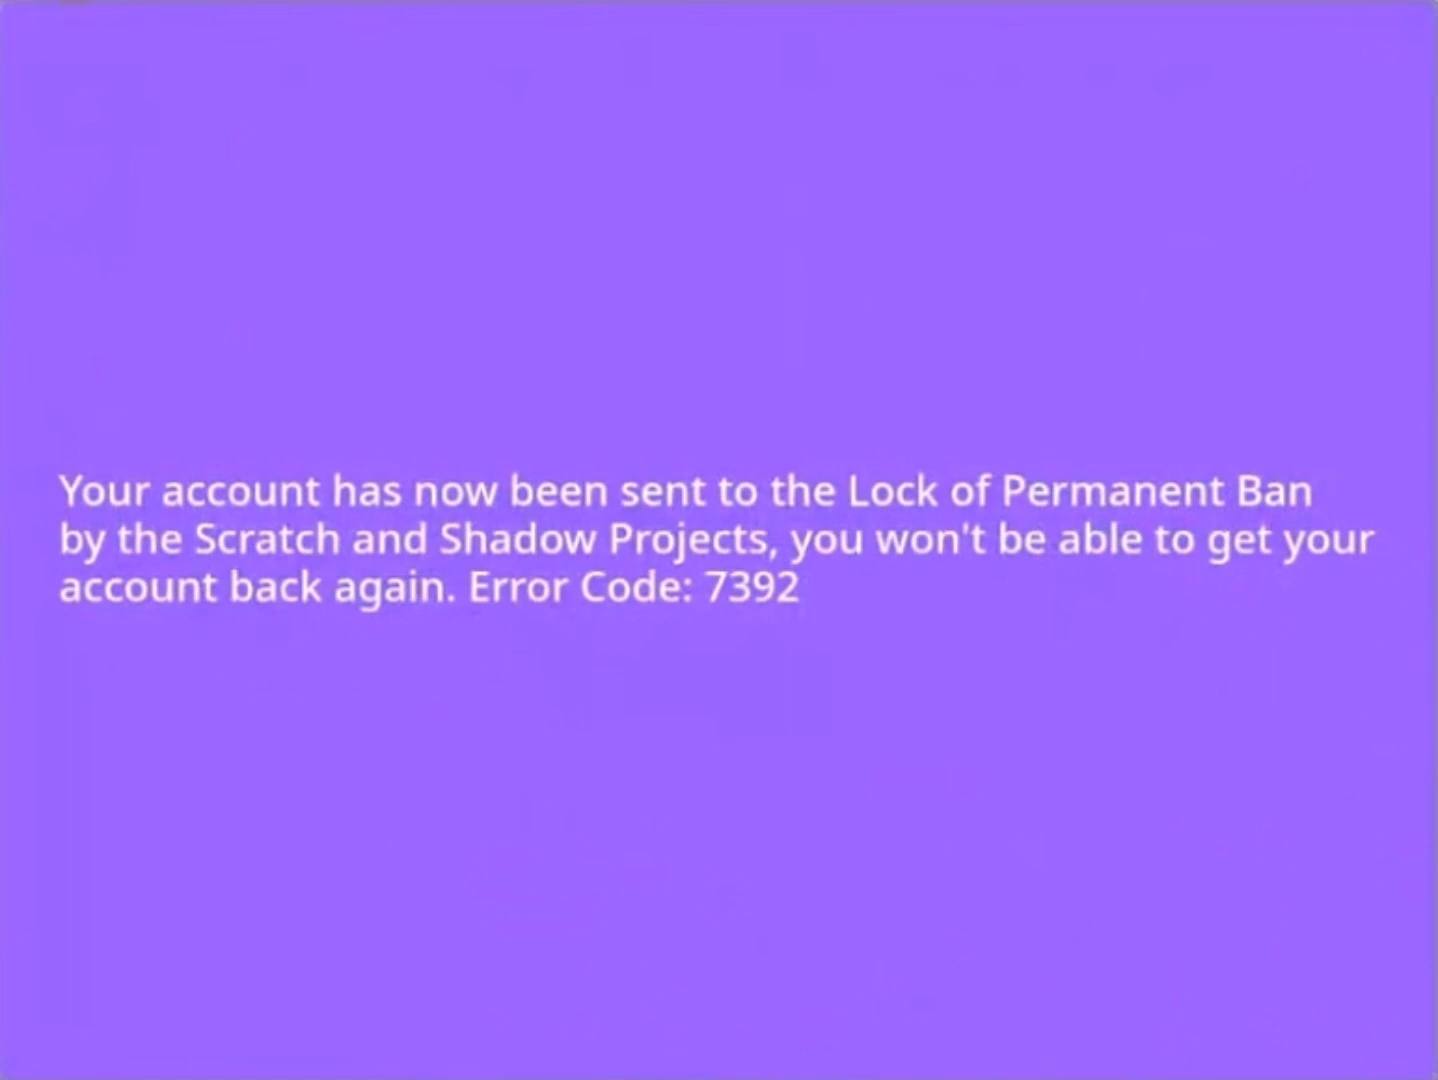 Your account has now been sent to the Lock of Permanent Ban
by the Scratch and Shadow Projects, you won't be able to get your
account back again. Error Code: 7392